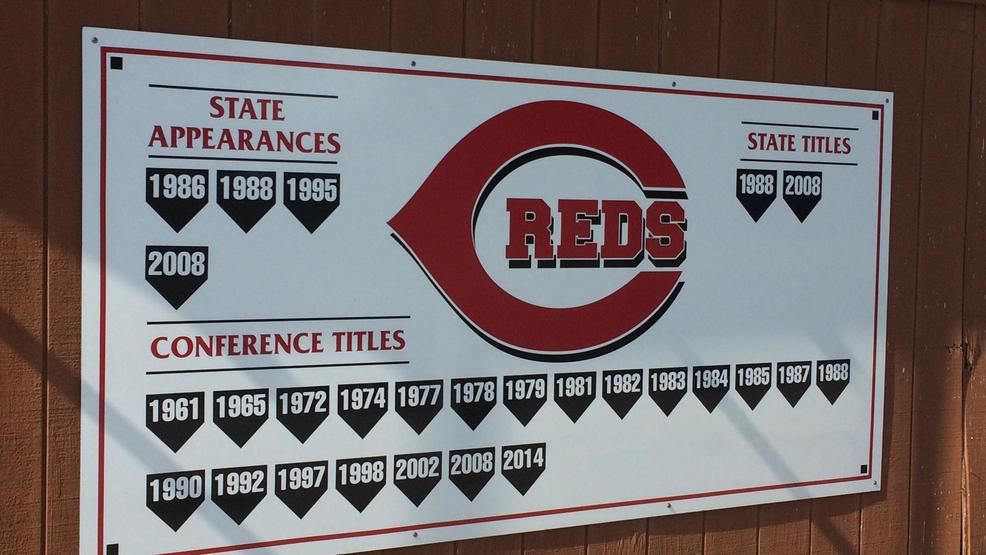 STATE
APPEARANCES
1986 1988 1995
2008
REDS
STATE TITLES
1988 2008
CONFERENCE TITLES
1961 1965 1972 1974 1977 1978 1979 1981 1982 1983 1984 1985 1987 1988
1990 1992 1997 1998 2002 2008 2014